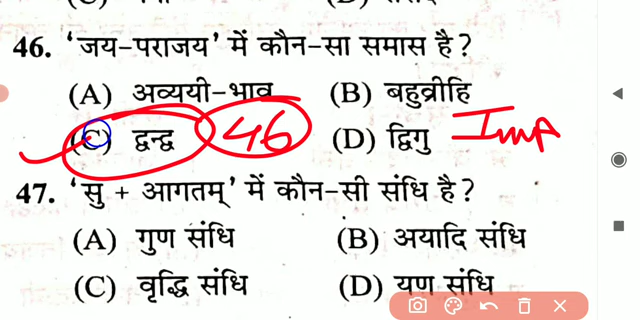 46. 'जय-पराजय' में कौन-सा समास है?
(A) अव्ययी-भाव (B) बहुव्रीहि
(C) द्वन्द्व 46 (D) द्विगु Imp
47. 'सु + आगतम्' में कौन-सी संधि है?
(A) गुण संधि (B) अयादि संधि
(C) वृद्धि संधि (D) यण संधि